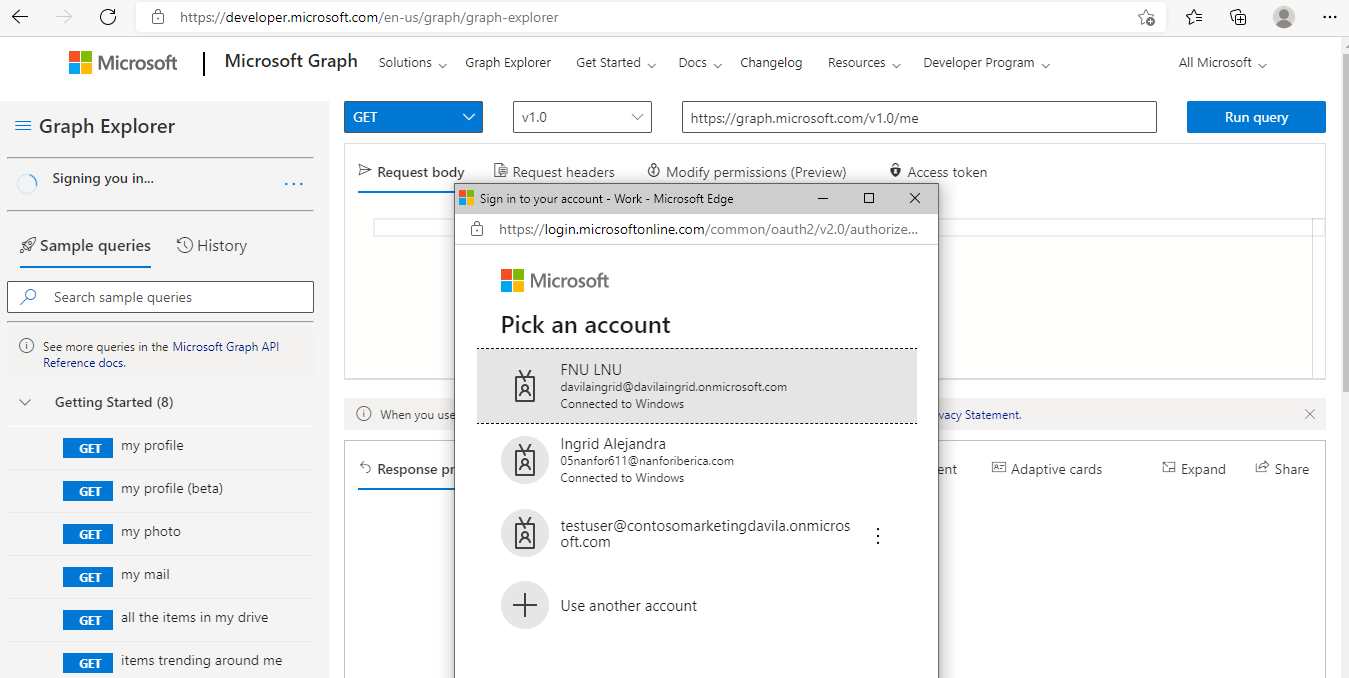 https://developer.microsoft.com/en-us/graph/graph-explorer
Microsoft
Microsoft Graph
Solutions
Graph Explorer
Get Started
Docs
Changelog
Resources
Developer Program
All Microsoft
Graph Explorer
GET
v1.0
https://graph.microsoft.com/v1.0/me
Run query
Signing you in...
...
Request body
Request headers
Modify permissions (Preview)
Access token
Sample queries
History
Search sample queries
See more queries in the Microsoft Graph API
Reference docs.
Getting Started (8)
GET my profile
GET my profile (beta)
GET my photo
GET my mail
GET all the items in my drive
GET items trending around me
When you use
vacy Statement.
Response pr
ent
Adaptive cards
Expand
Share
Sign in to your account - Work - Microsoft Edge
https://login.microsoftonline.com/common/oauth2/v2.0/authorize...
Microsoft
Pick an account
FNU LNU
davilaingrid@davilaingrid.onmicrosoft.com
Connected to Windows
Ingrid Alejandra
05nanfor611@nanforiberica.com
Connected to Windows
testuser@contosomarketingdavila.onmicros
oft.com
Use another account